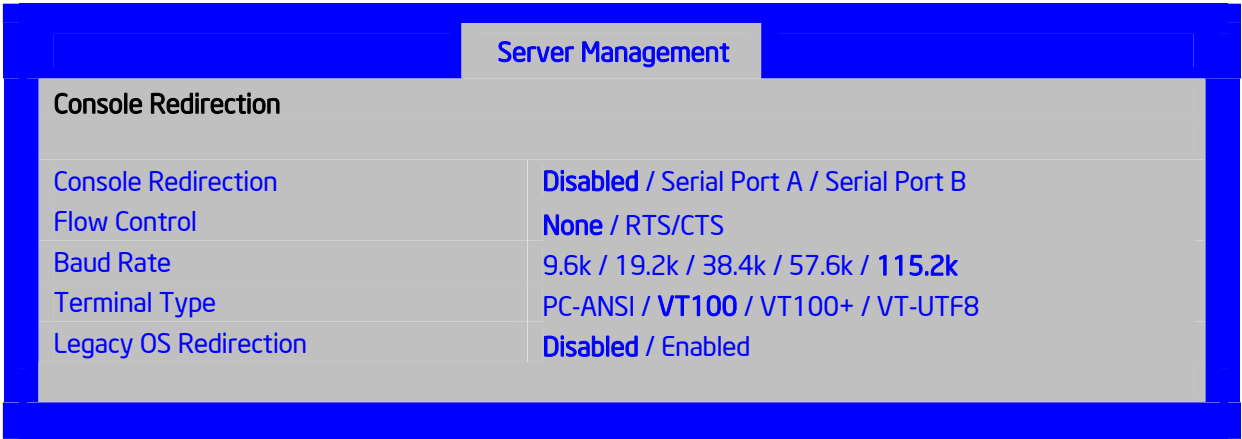 Server Management
Console Redirection
Console Redirection Disabled / Serial Port A / Serial Port B
Flow Control None / RTS/CTS
Baud Rate 9.6k / 19.2k / 38.4k / 57.6k / 115.2k
Terminal Type PC-ANSI / VT100 / VT100+ / VT-UTF8
Legacy OS Redirection Disabled / Enabled